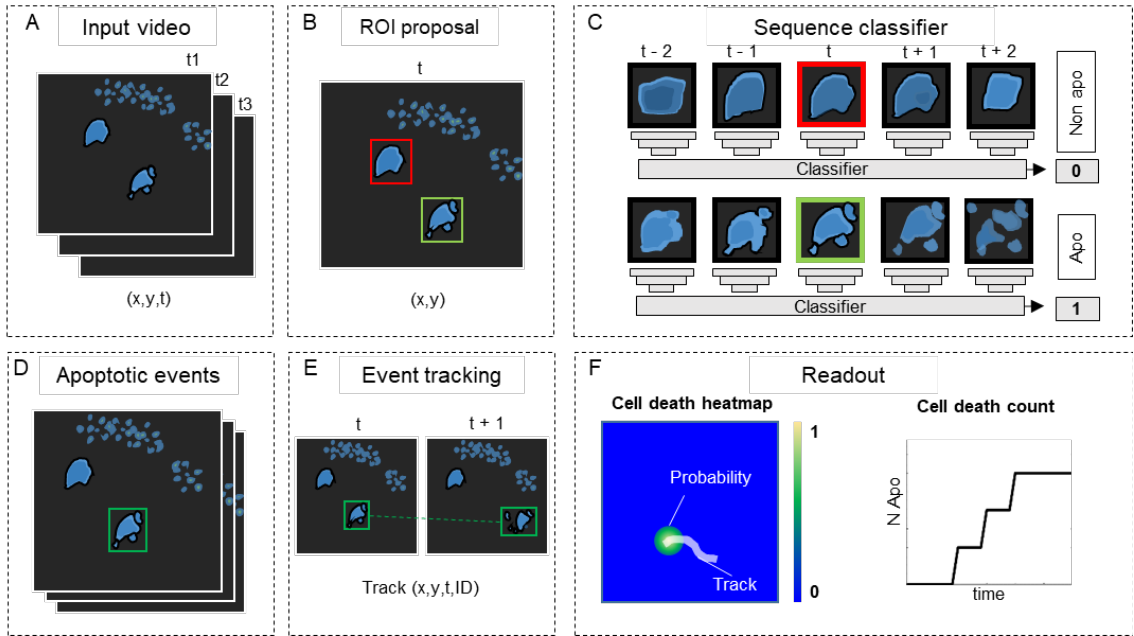 A
Input video
t1
t2
t3
(x,y,t)
B
ROI proposal
t
(x,y)
C
Sequence classifier
t - 2
t - 1
t
t + 1
t + 2
Non apo
Classifier
0
Apo
Classifier
1
D
Apoptotic events
E
Event tracking
t
t + 1
Track (x,y,t,ID)
F
Readout
Cell death heatmap
Probability
Track
1
0
Cell death count
N Apo
time